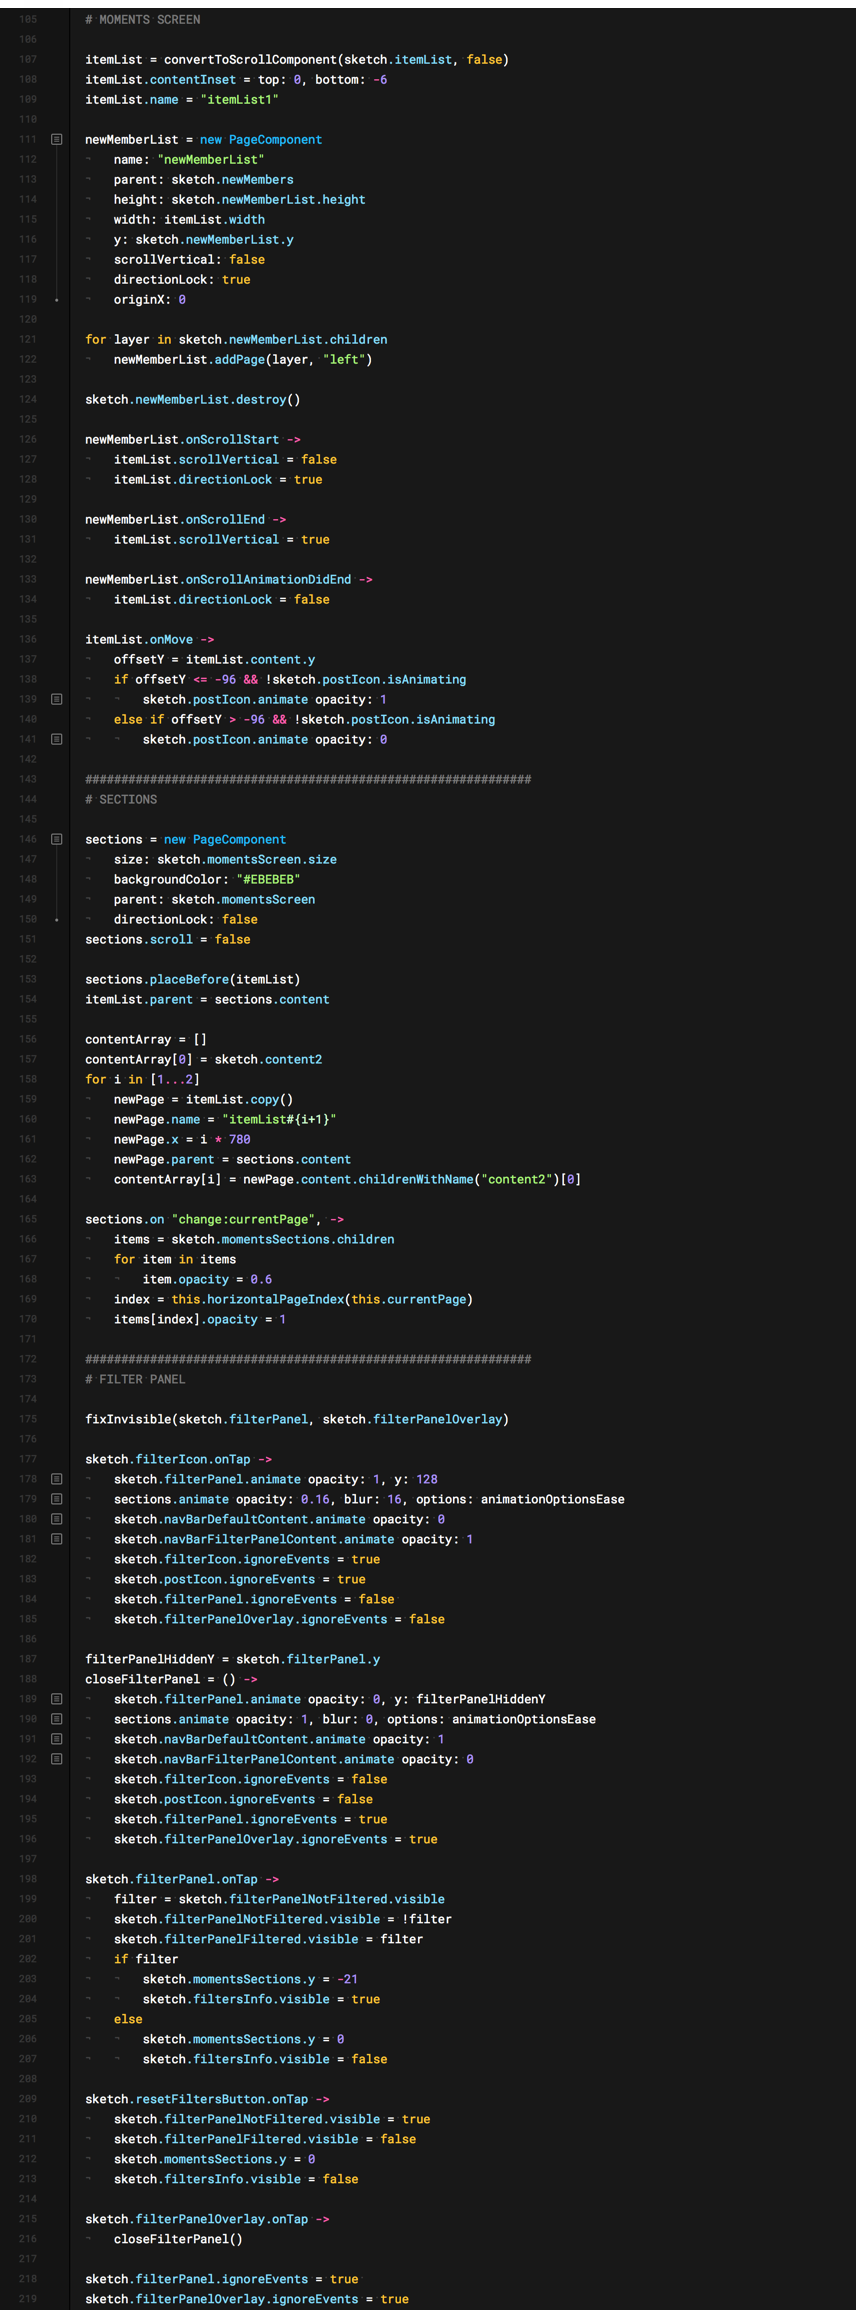 105 # MOMENTS SCREEN
106
107 itemList = convertToScrollComponent(sketch.itemList, false)
108 itemList.contentInset = top: 0, bottom: -6
109 itemList.name = "itemList1"
110
111 newMemberList = new PageComponent
112 name: "newMemberList"
113 parent: sketch.newMembers
114 height: sketch.newMemberList.height
115 width: itemList.width
116 y: sketch.newMemberList.y
117 scrollVertical: false
118 directionLock: true
119 originX: 0
120
121 for layer in sketch.newMemberList.children
122 newMemberList.addPage(layer, "left")
123
124 sketch.newMemberList.destroy()
125
126 newMemberList.onScrollStart ->
127 itemList.scrollVertical = false
128 itemList.directionLock = true
129
130 newMemberList.onScrollEnd ->
131 itemList.scrollVertical = true
132
133 newMemberList.onScrollAnimationDidEnd ->
134 itemList.directionLock = false
135
136 itemList.onMove ->
137 offsetY = itemList.content.y
138 if offsetY <= -96 && !sketch.postIcon.isAnimating
139 sketch.postIcon.animate opacity: 1
140 else if offsetY > -96 && !sketch.postIcon.isAnimating
141 sketch.postIcon.animate opacity: 0
142
143 ##############################################################
144 # SECTIONS
145
146 sections = new PageComponent
147 size: sketch.momentsScreen.size
148 backgroundColor: "#EBEBEB"
149 parent: sketch.momentsScreen
150 directionLock: false
151 sections.scroll = false
152
153 sections.placeBefore(itemList)
154 itemList.parent = sections.content
155
156 contentArray = []
157 contentArray[0] = sketch.content2
158 for i in [1...2]
159 newPage = itemList.copy()
160 newPage.name = "itemList#{i+1}"
161 newPage.x = i * 780
162 newPage.parent = sections.content
163 contentArray[i] = newPage.content.childrenWithName("content2")[0]
164
165 sections.on "change:currentPage", ->
166 items = sketch.momentsSections.children
167 for item in items
168 item.opacity = 0.6
169 index = this.horizontalPageIndex(this.currentPage)
170 items[index].opacity = 1
171
172 ##############################################################
173 # FILTER PANEL
174
175 fixInvisible(sketch.filterPanel, sketch.filterPanelOverlay)
176
177 sketch.filterIcon.onTap ->
178 sketch.filterPanel.animate opacity: 1, y: 128
179 sections.animate opacity: 0.16, blur: 16, options: animationOptionsEase
180 sketch.navBarDefaultContent.animate opacity: 0
181 sketch.navBarFilterPanelContent.animate opacity: 1
182 sketch.filterIcon.ignoreEvents = true
183 sketch.postIcon.ignoreEvents = true
184 sketch.filterPanel.ignoreEvents = false
185 sketch.filterPanelOverlay.ignoreEvents = false
186
187 filterPanelHiddenY = sketch.filterPanel.y
188 closeFilterPanel = () ->
189 sketch.filterPanel.animate opacity: 0, y: filterPanelHiddenY
190 sections.animate opacity: 1, blur: 0, options: animationOptionsEase
191 sketch.navBarDefaultContent.animate opacity: 1
192 sketch.navBarFilterPanelContent.animate opacity: 0
193 sketch.filterIcon.ignoreEvents = false
194 sketch.postIcon.ignoreEvents = false
195 sketch.filterPanel.ignoreEvents = true
196 sketch.filterPanelOverlay.ignoreEvents = true
197
198 sketch.filterPanel.onTap ->
199 filter = sketch.filterPanelNotFiltered.visible
200 sketch.filterPanelNotFiltered.visible = !filter
201 sketch.filterPanelFiltered.visible = filter
202 if filter
203 sketch.momentsSections.y = -21
204 sketch.filtersInfo.visible = true
205 else
206 sketch.momentsSections.y = 0
207 sketch.filtersInfo.visible = false
208
209 sketch.resetFiltersButton.onTap ->
210 sketch.filterPanelNotFiltered.visible = true
211 sketch.filterPanelFiltered.visible = false
212 sketch.momentsSections.y = 0
213 sketch.filtersInfo.visible = false
214
215 sketch.filterPanelOverlay.onTap ->
216 closeFilterPanel()
217
218 sketch.filterPanel.ignoreEvents = true
219 sketch.filterPanelOverlay.ignoreEvents = true